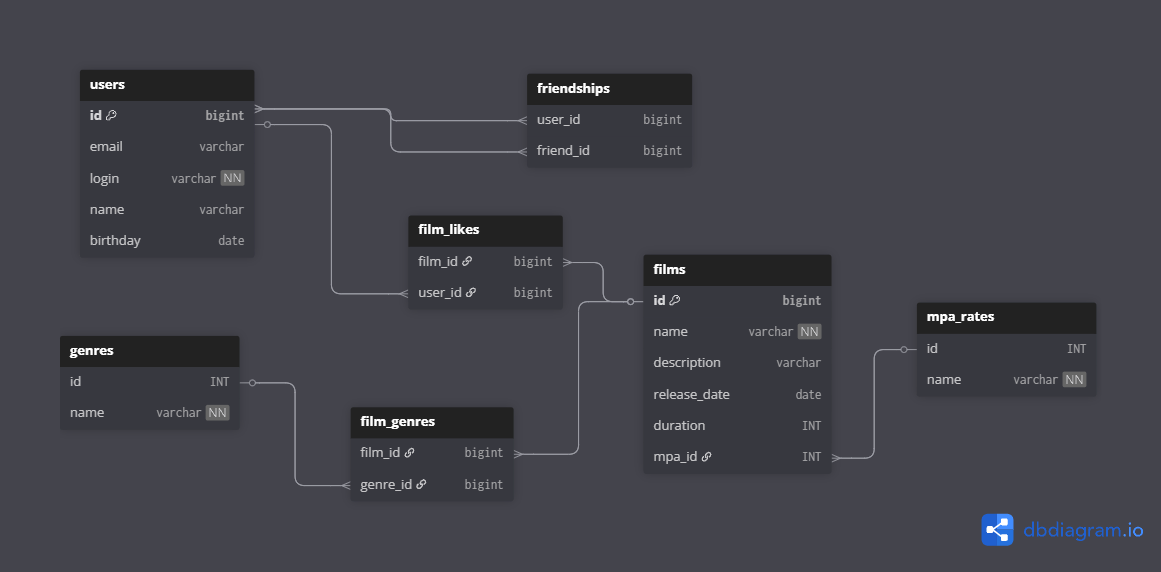 users
id bigint
email varchar
login varchar NN
name varchar
birthday date
friendships
user_id bigint
friend_id bigint
film_likes
film_id bigint
user_id bigint
films
id bigint
name varchar NN
description varchar
release_date date
duration INT
mpa_id INT
mpa_rates
id INT
name varchar NN
genres
id INT
name varchar NN
film_genres
film_id bigint
genre_id bigint
dbdiagram.io